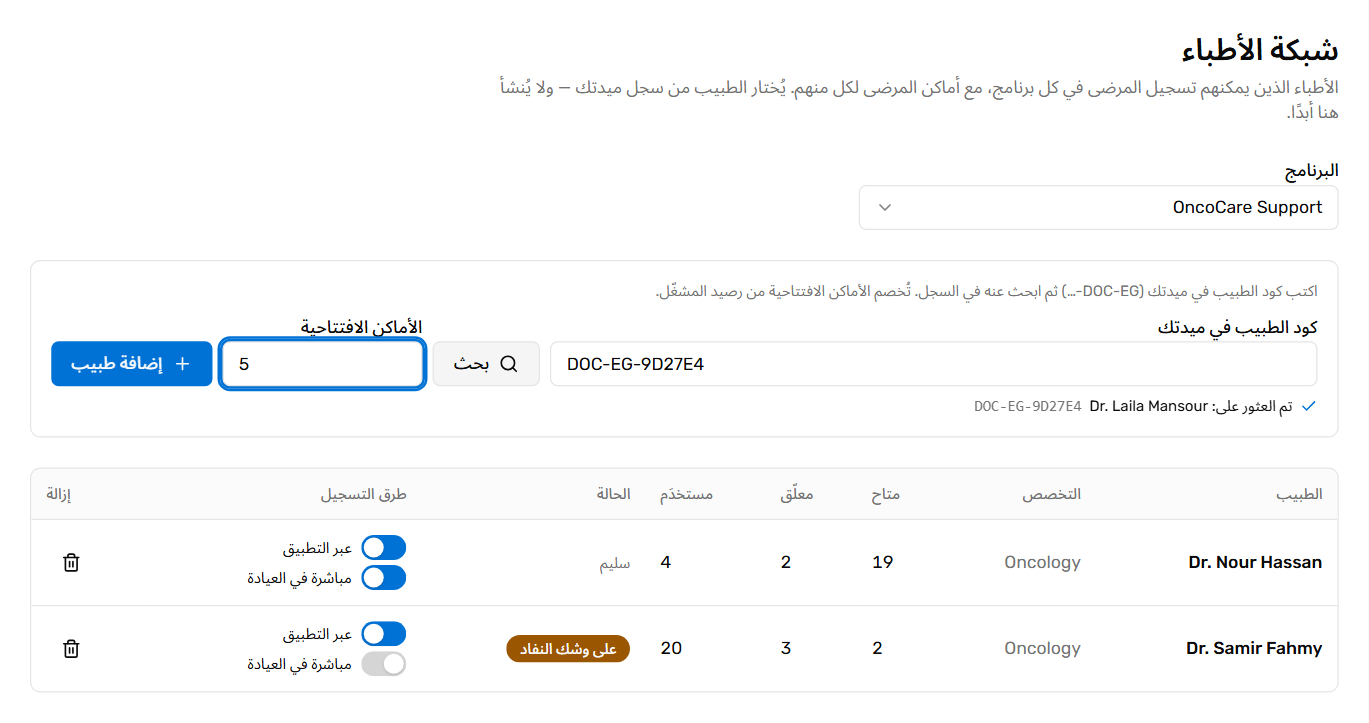 شبكة الأطباء
الأطباء الذين يمكنهم تسجيل المرضى في كل برنامج، مع أماكن المرضى لكل منهم. يُختار الطبيب من سجل ميدتك — ولا يُنشأ
هنا أبدًا.
البرنامج
OncoCare Support
اكتب كود الطبيب في ميدتك (DOC-EG-…) ثم ابحث عنه في السجل. تُخصم الأماكن الافتتاحية من رصيد المشغّل.
كود الطبيب في ميدتك
الأماكن الافتتاحية
DOC-EG-9D27E4
بحث
5
إضافة طبيب
تم العثور على: Dr. Laila Mansour DOC-EG-9D27E4
الطبيب التخصص متاح معلّق مستخدَم الحالة طرق التسجيل إزالة
Dr. Nour Hassan Oncology 19 2 4 سليم
عبر التطبيق
مباشرة في العيادة
Dr. Samir Fahmy Oncology 2 3 20 على وشك النفاد
عبر التطبيق
مباشرة في العيادة